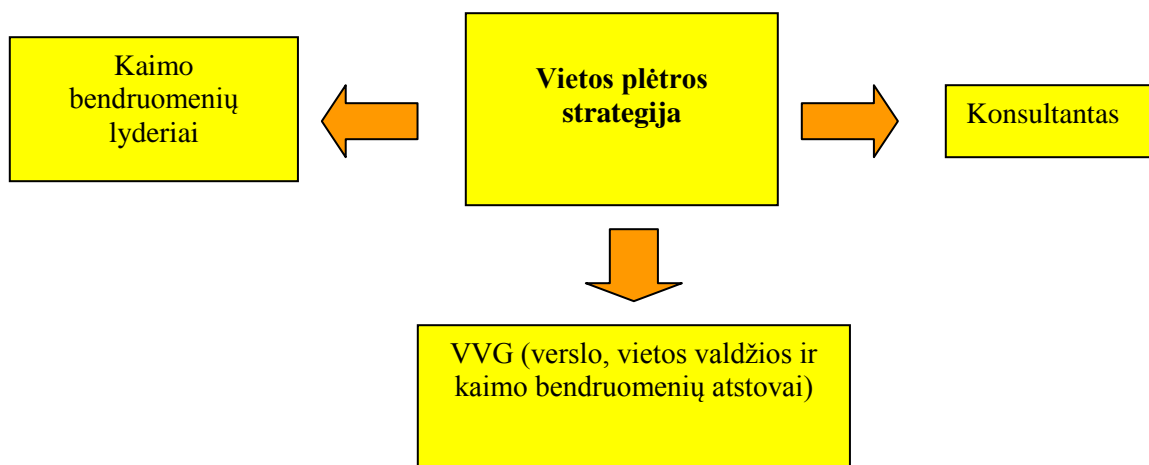 Kaimo
bendruomenių
lyderiai
Vietos plėtros
strategija
Konsultantas
VVG (verslo, vietos valdžios ir
kaimo bendruomenių atstovai)